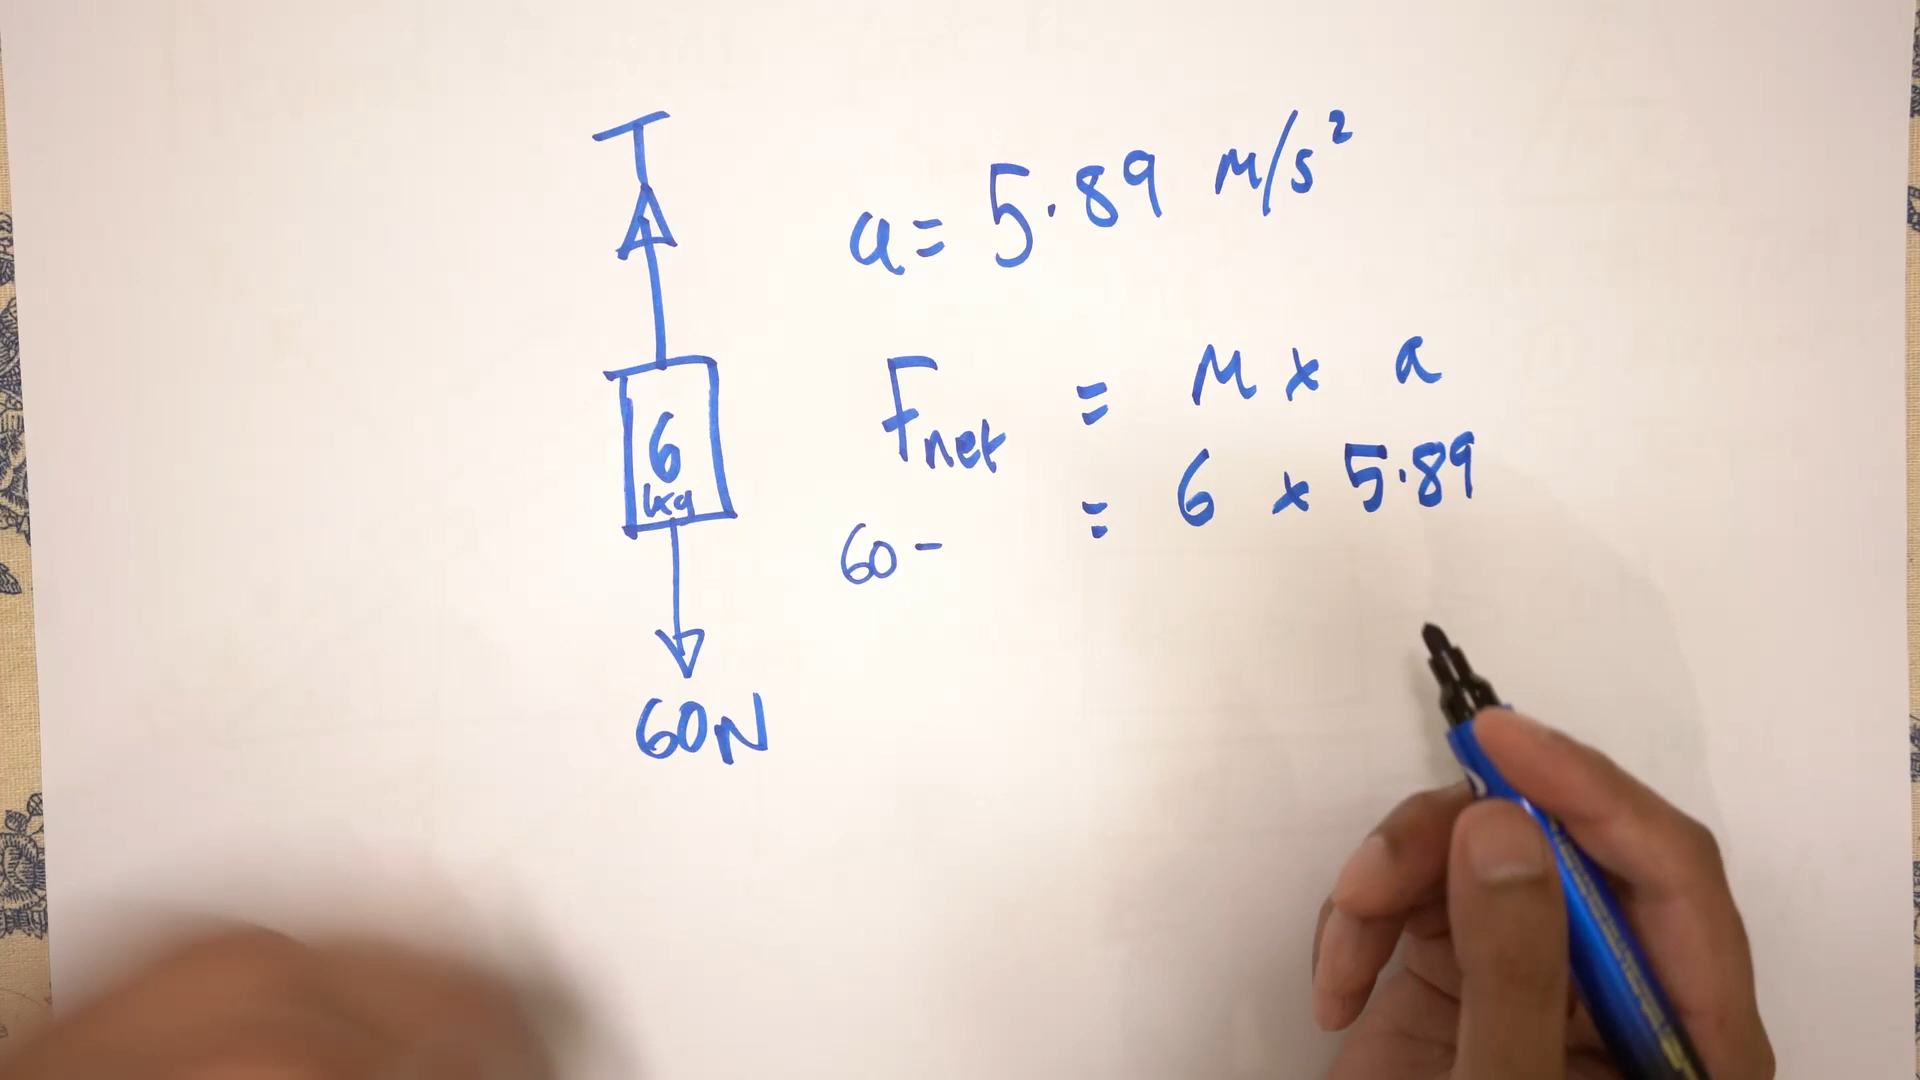 T
6
kg
60N
a = 5.89 m/s²
Fnet = m × a
= 6 × 5.89
60 -